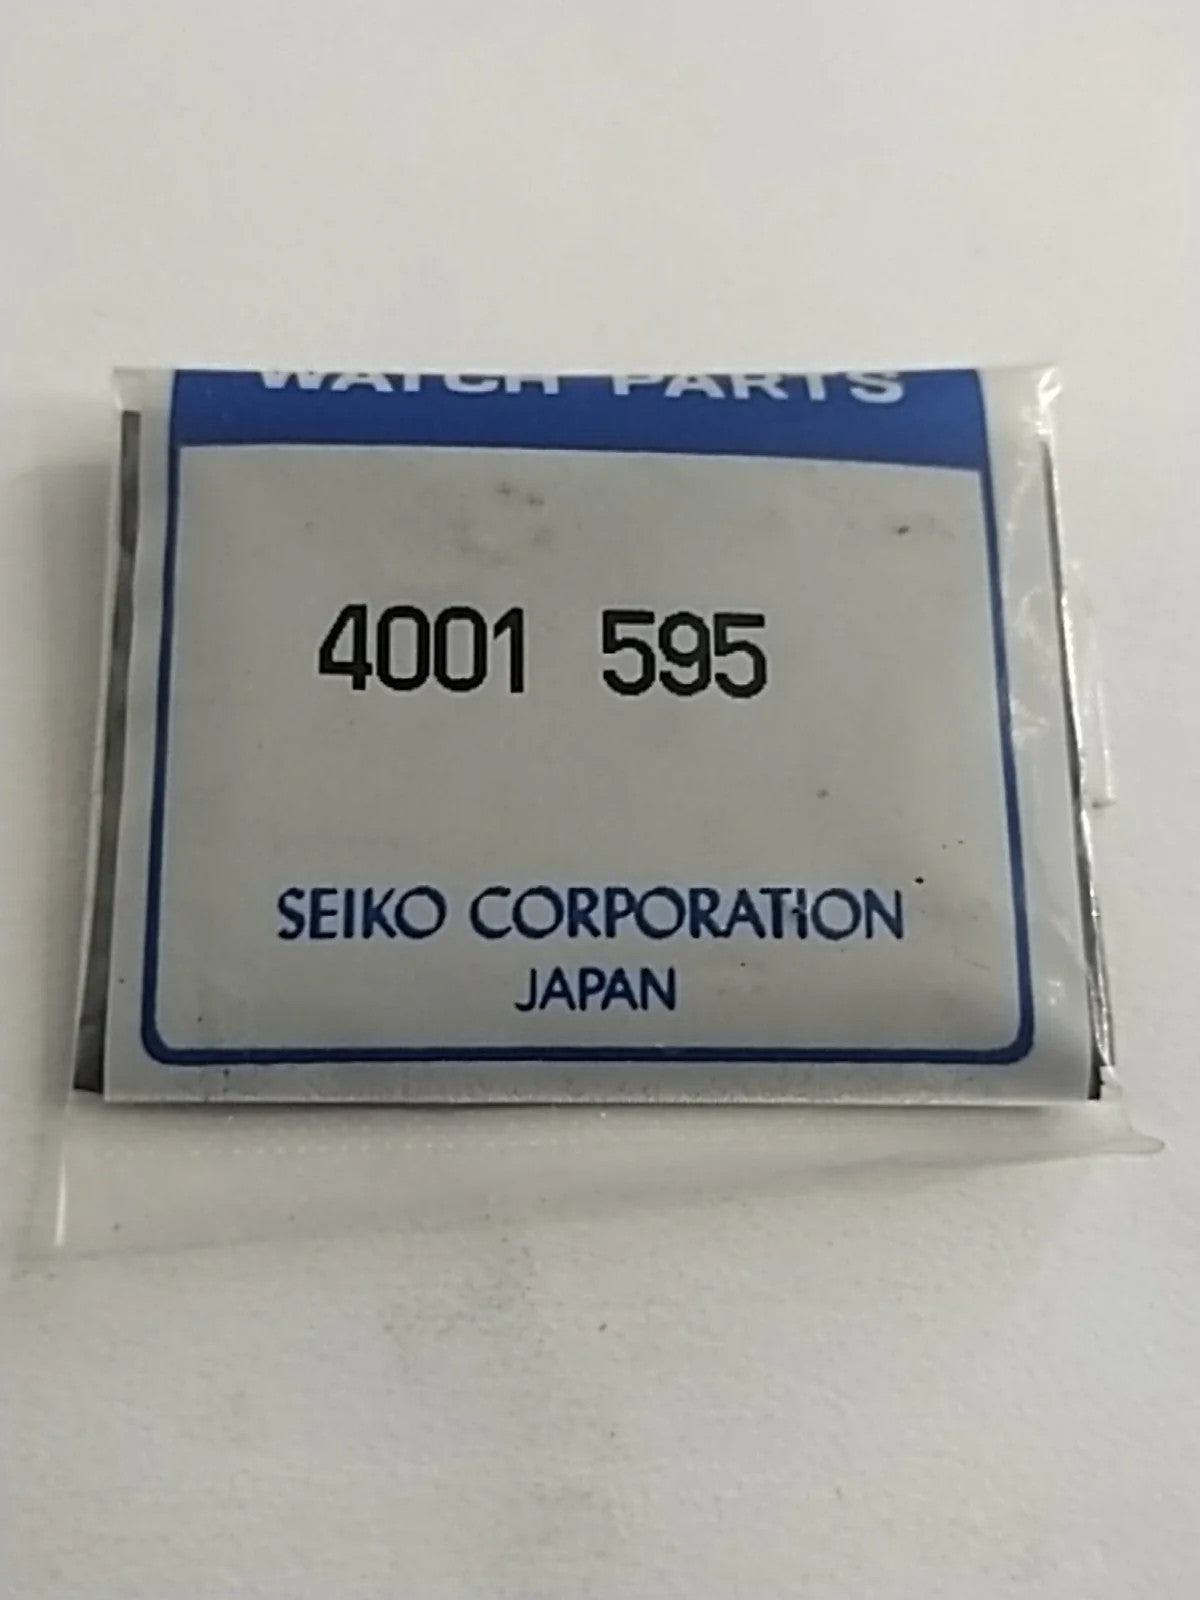 WATCH PARTS
4001 595
SEIKO CORPORATION
JAPAN